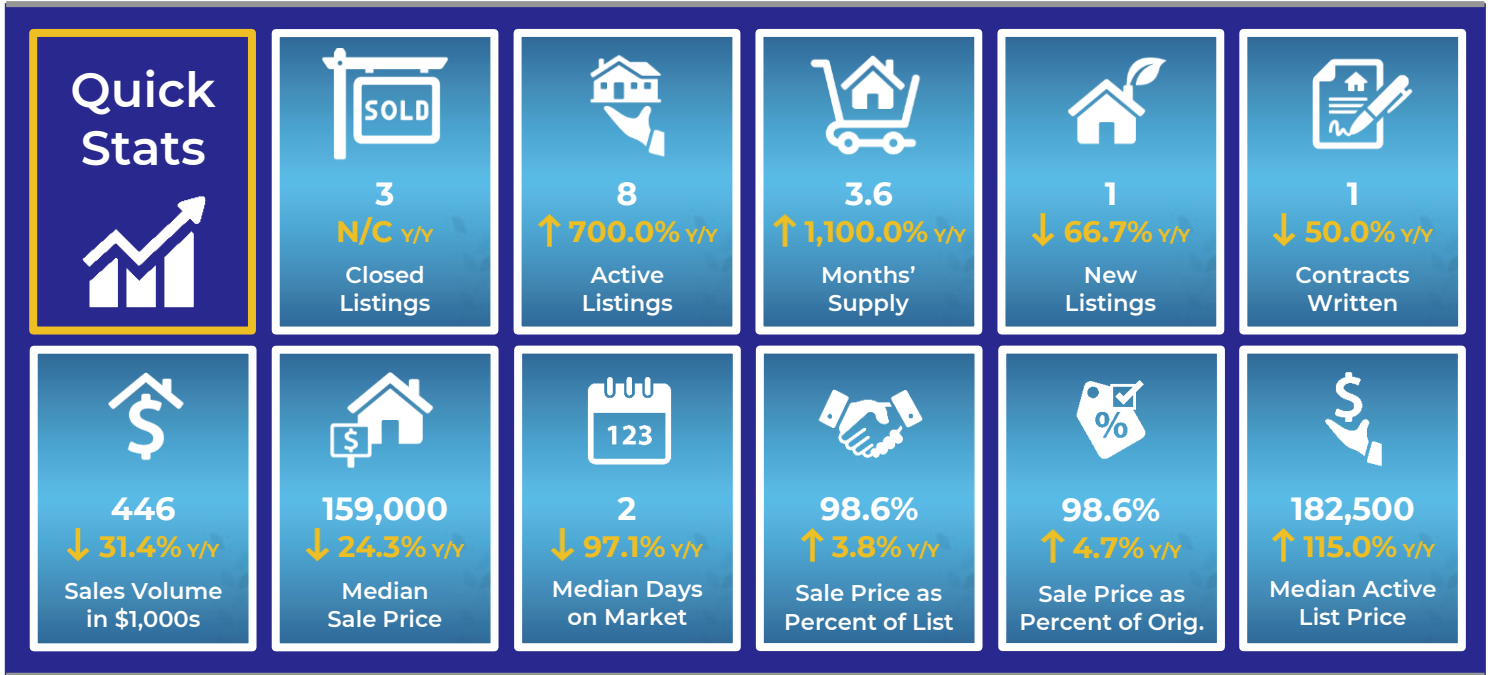 Quick
Stats
SOLD
3
N/C Y/Y
Closed
Listings
8
↑ 700.0% Y/Y
Active
Listings
3.6
↑ 1,100.0% Y/Y
Months’
Supply
1
↓ 66.7% Y/Y
New
Listings
1
↓ 50.0% Y/Y
Contracts
Written
$
446
↓ 31.4% Y/Y
Sales Volume
in $1,000s
$
159,000
↓ 24.3% Y/Y
Median
Sale Price
123
2
↓ 97.1% Y/Y
Median Days
on Market
98.6%
↑ 3.8% Y/Y
Sale Price as
Percent of List
%
98.6%
↑ 4.7% Y/Y
Sale Price as
Percent of Orig.
$
182,500
↑ 115.0% Y/Y
Median Active
List Price